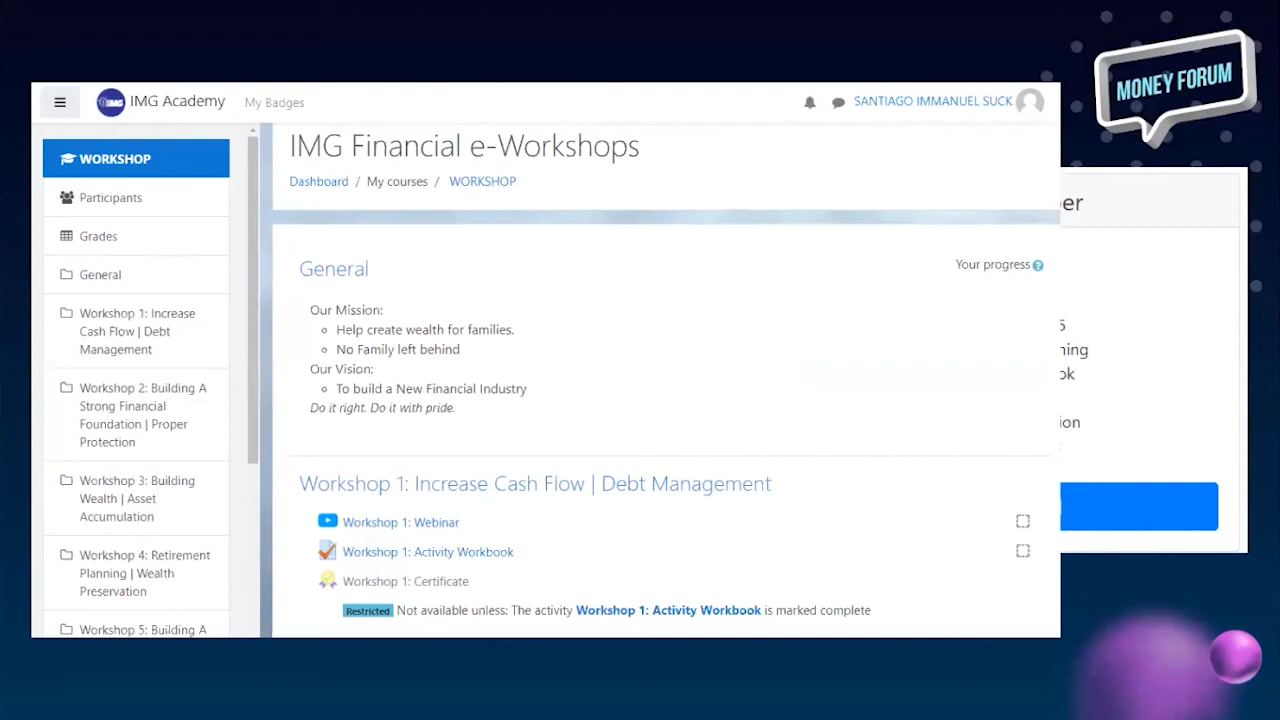 MONEY FORUM
IMG Academy
My Badges
SANTIAGO IMMANUEL SUCK
WORKSHOP
Participants
Grades
General
Workshop 1: Increase
Cash Flow | Debt
Management
Workshop 2: Building A
Strong Financial
Foundation | Proper
Protection
Workshop 3: Building
Wealth | Asset
Accumulation
Workshop 4: Retirement
Planning | Wealth
Preservation
Workshop 5: Building A
IMG Financial e-Workshops
Dashboard / My courses / WORKSHOP
General
Your progress
Our Mission:
Help create wealth for families.
No Family left behind
Our Vision:
To build a New Financial Industry
Do it right. Do it with pride.
Workshop 1: Increase Cash Flow | Debt Management
Workshop 1: Webinar
Workshop 1: Activity Workbook
Workshop 1: Certificate
Restricted Not available unless: The activity Workshop 1: Activity Workbook is marked complete